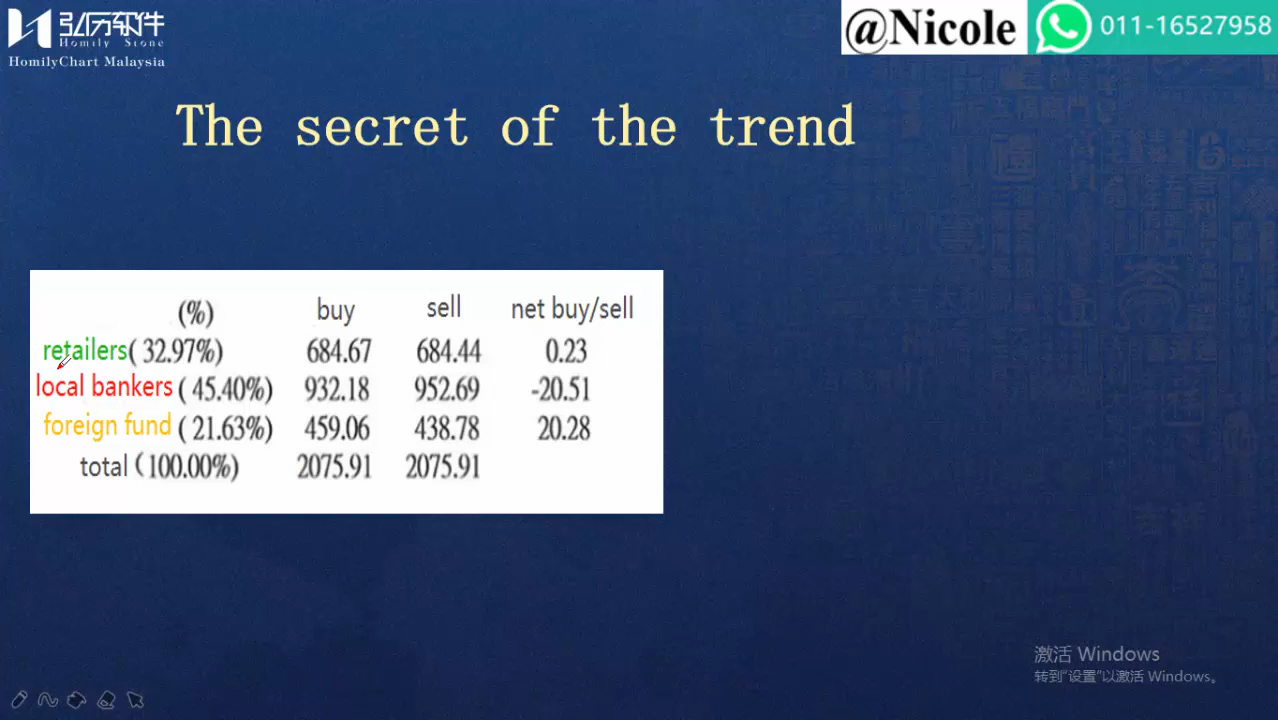 弘历软件
Homily Stone
HomilyChart Malaysia
@Nicole
011-16527958
The secret of the trend
(%) buy sell net buy/sell
retailers( 32.97%) 684.67 684.44 0.23
local bankers ( 45.40%) 932.18 952.69 -20.51
foreign fund ( 21.63%) 459.06 438.78 20.28
total (100.00%) 2075.91 2075.91
激活 Windows
转到“设置”以激活 Windows。